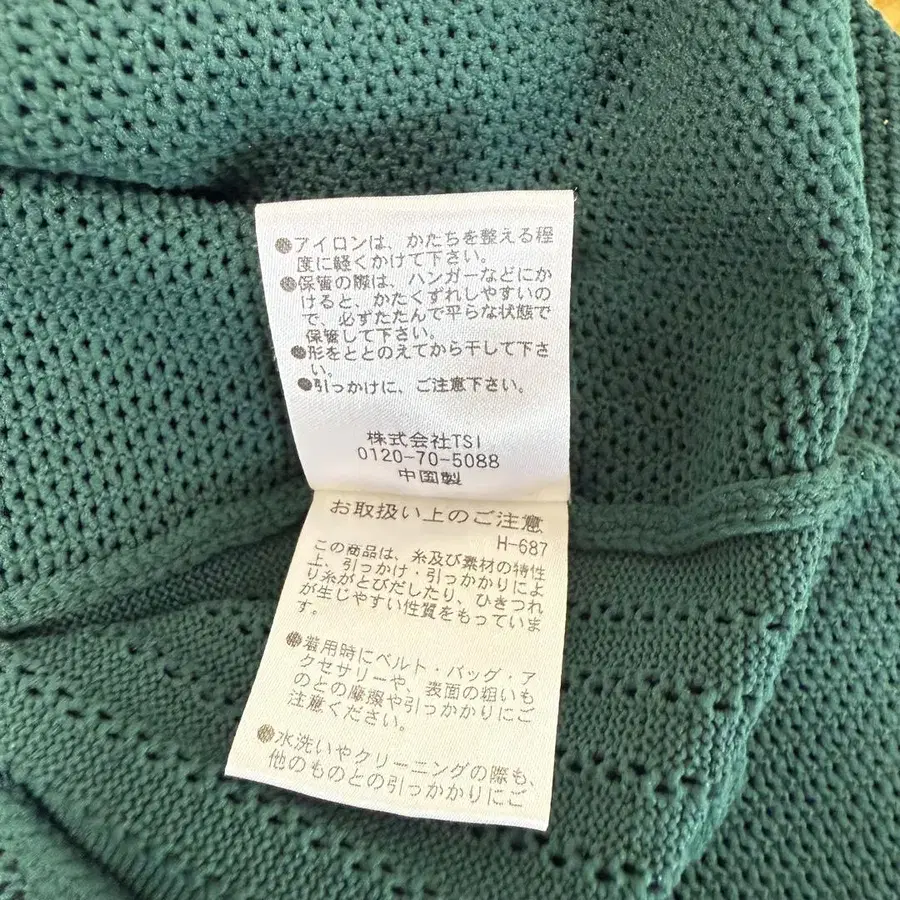 ●アイロンは、かたちを整える程
度に軽くかけて下さい。
●保管の際は、ハンガーなどにか
けると、かたくずれしやすいの
で、必ずたたんで平らな状態で
保管して下さい。
●形をととのえてから干して下さ
い。
●引っかけに、ご注意下さい。
株式会社TSI
0120-70-5088
中国製
お取扱い上のご注意
H-687
この商品は、糸及び素材の特性
上、引っかけ・引っかかりによ
り糸がとびだしたり、ひきつれ
が生じやすい性質をもっていま
す。
●着用時にベルト・バッグ・ア
クセサリーや、表面の粗いも
のとの摩擦や引っかかりにご
注意ください。
●水洗いやクリーニングの際も、
他のものとの引っかかりにご